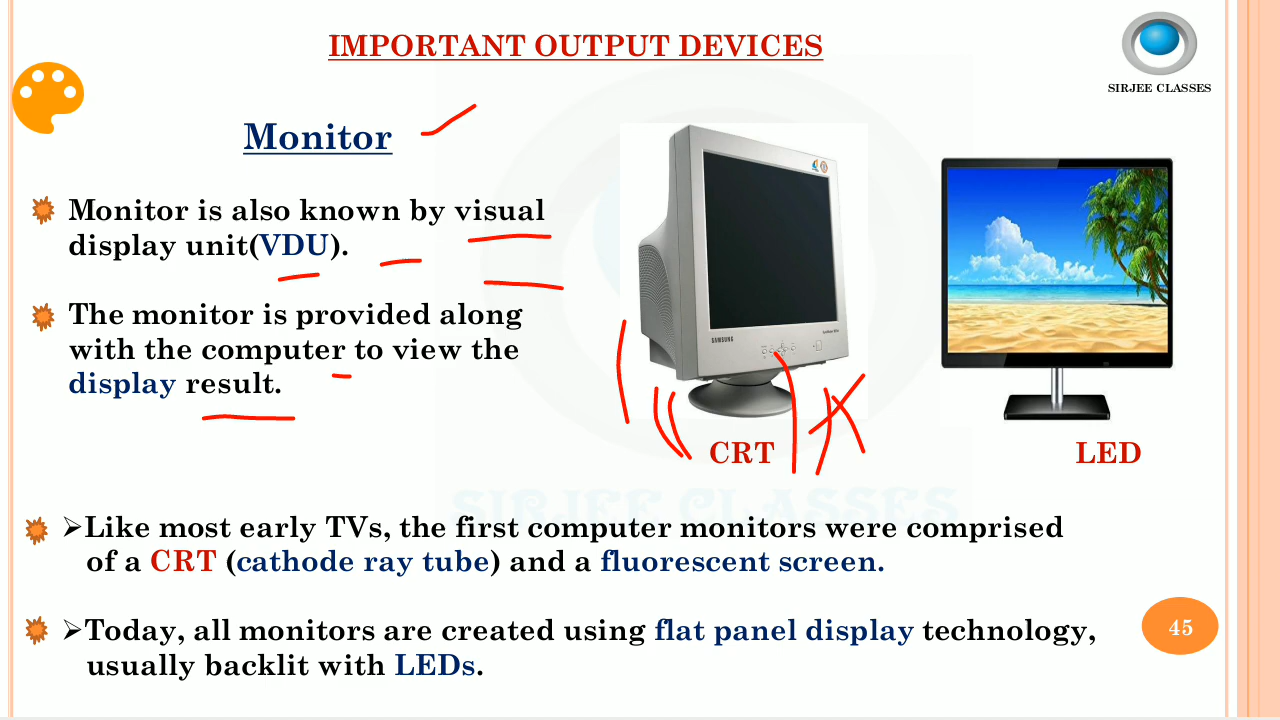 IMPORTANT OUTPUT DEVICES
SIRJEE CLASSES
Monitor
Monitor is also known by visual
display unit(VDU).
The monitor is provided along
with the computer to view the
display result.
SAMSUNG
CRT
LED
SIRJEE CLASSES
➢Like most early TVs, the first computer monitors were comprised
of a CRT (cathode ray tube) and a fluorescent screen.
➢Today, all monitors are created using flat panel display technology,
usually backlit with LEDs.
45